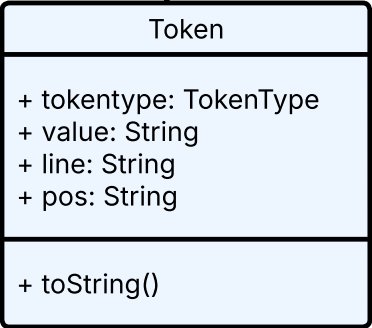 Token
+ tokentype: TokenType
+ value: String
+ line: String
+ pos: String
+ toString()